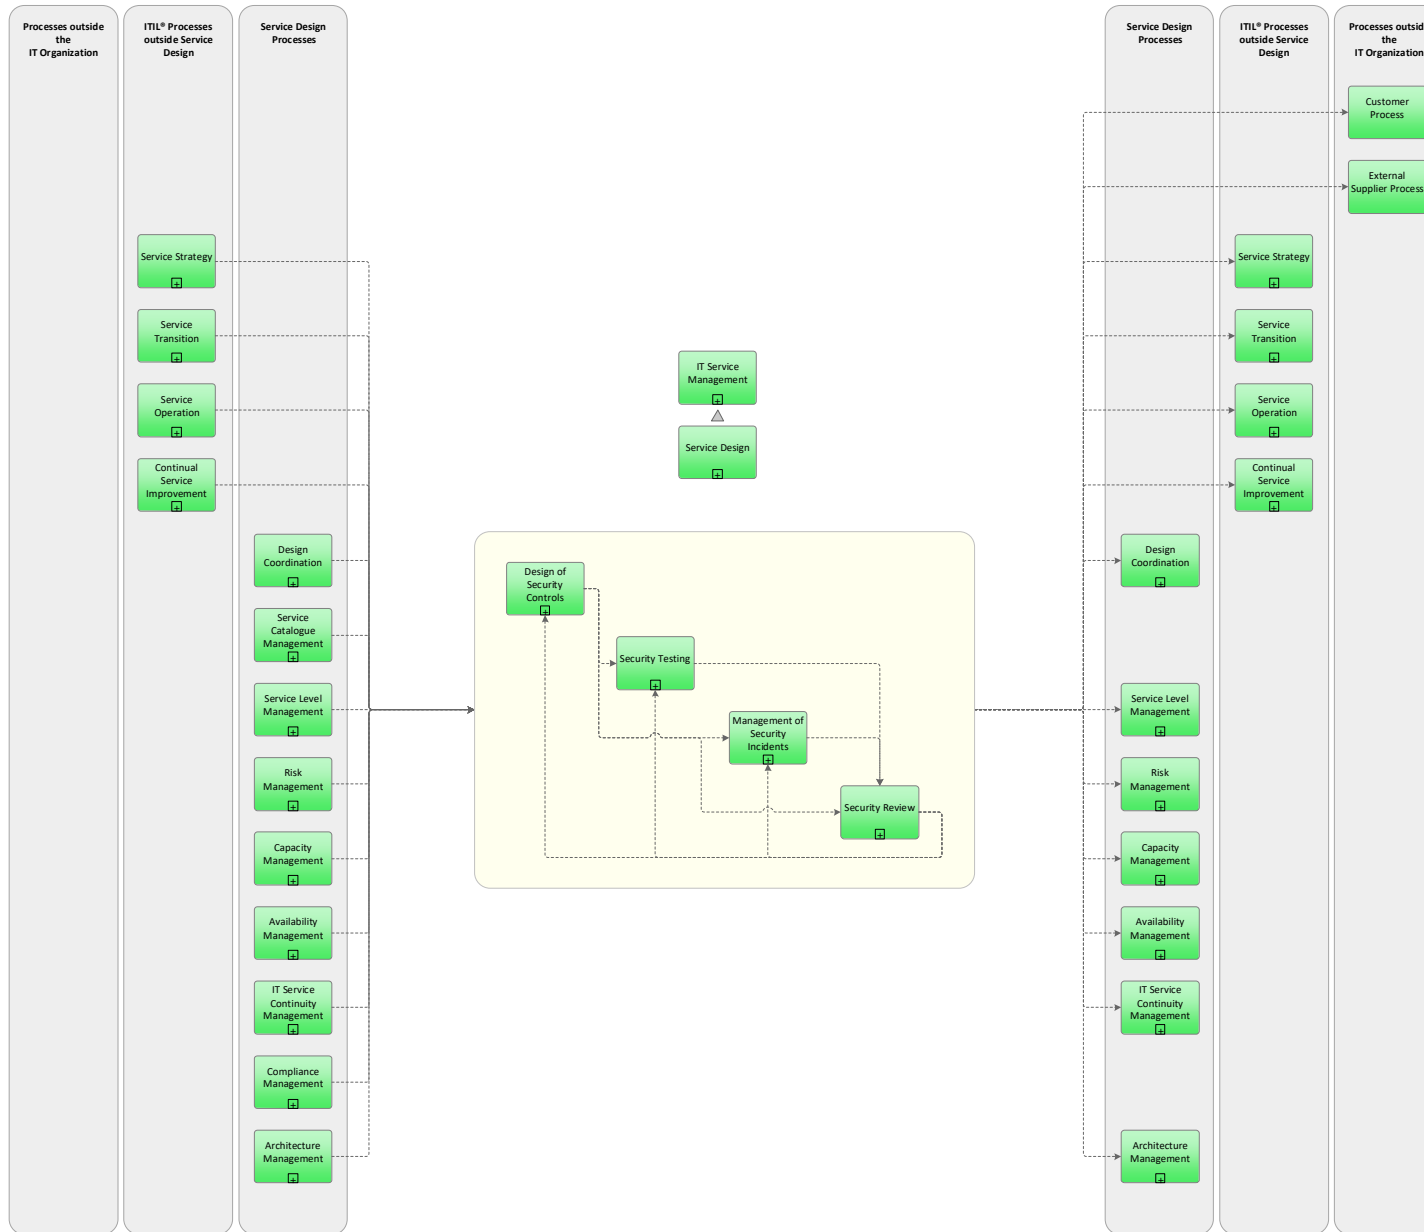 Processes outside
the
IT Organization
ITIL® Processes
outside Service
Design
Service Design
Processes
Service Design
Processes
ITIL® Processes
outside Service
Design
Processes outsid
the
IT Organization
Customer
Process
External
Supplier Process
Service Strategy
Service
Transition
Service
Operation
Continual
Service
Improvement
Design
Coordination
Service
Catalogue
Management
Service Level
Management
Risk
Management
Capacity
Management
Availability
Management
IT Service
Continuity
Management
Compliance
Management
Architecture
Management
IT Service
Management
Service Design
Design of
Security
Controls
Security Testing
Management of
Security
Incidents
Security Review
Service Strategy
Service
Transition
Service
Operation
Continual
Service
Improvement
Design
Coordination
Service Level
Management
Risk
Management
Capacity
Management
Availability
Management
IT Service
Continuity
Management
Architecture
Management